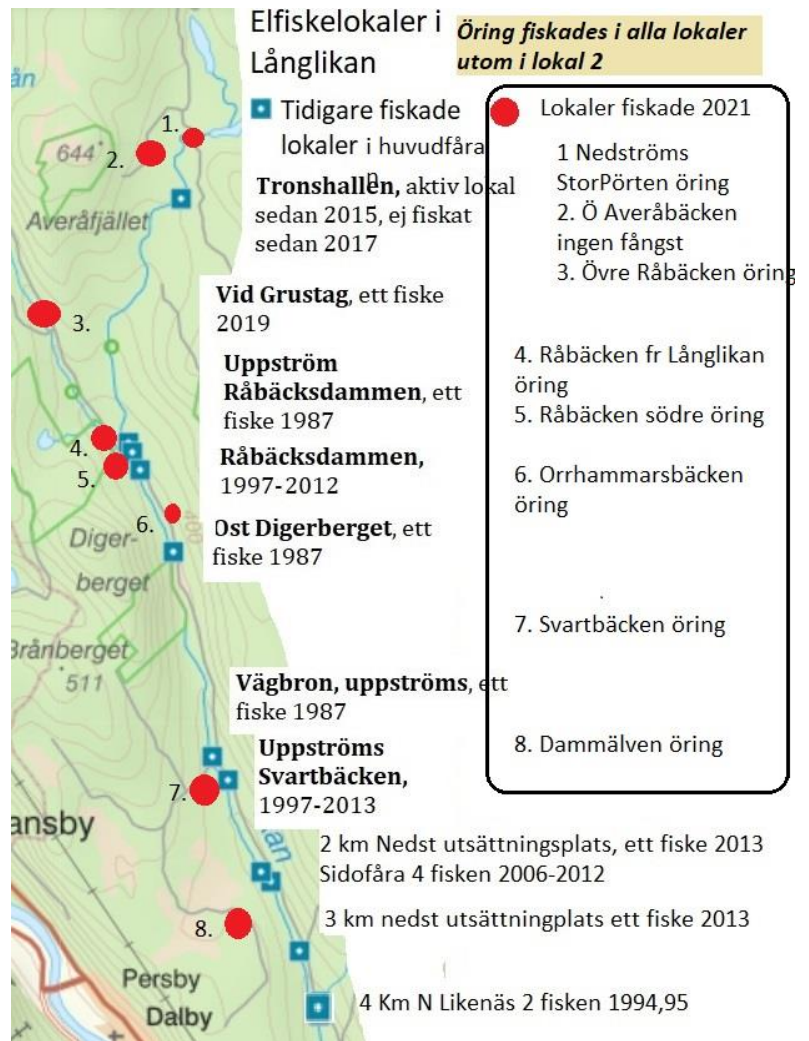 Elfiskelokaler i
Långlikan
Öring fiskades i alla lokaler
utom i lokal 2
Tidigare fiskade
lokaler i huvudfåra
n
Tronshallen, aktiv lokal
sedan 2015, ej fiskat
sedan 2017
Vid Grustag, ett fiske
2019
Uppström
Råbäcksdammen, ett
fiske 1987
Råbäcksdammen,
1997-2012
Ost Digerberget, ett
fiske 1987
Vägbron, uppströms, ett
fiske 1987
Uppströms
Svartbäcken,
1997-2013
2 km Nedst utsättningsplats, ett fiske 2013
Sidofåra 4 fisken 2006-2012
3 km nedst utsättningplats ett fiske 2013
4 Km N Likenäs 2 fisken 1994,95
Lokaler fiskade 2021
1 Nedströms
StorPörten öring
2. Ö Averåbäcken
ingen fångst
3. Övre Råbäcken öring
4. Råbäcken fr Långlikan
öring
5. Råbäcken södre öring
6. Orrhammarsbäcken
öring
7. Svartbäcken öring
8. Dammälven öring
ån
1.
644
2.
Averåfjället
3.
4.
5.
6.
400
Diger-
berget
Brånberget
511
7.
ansby
kan
8.
Persby
Dalby